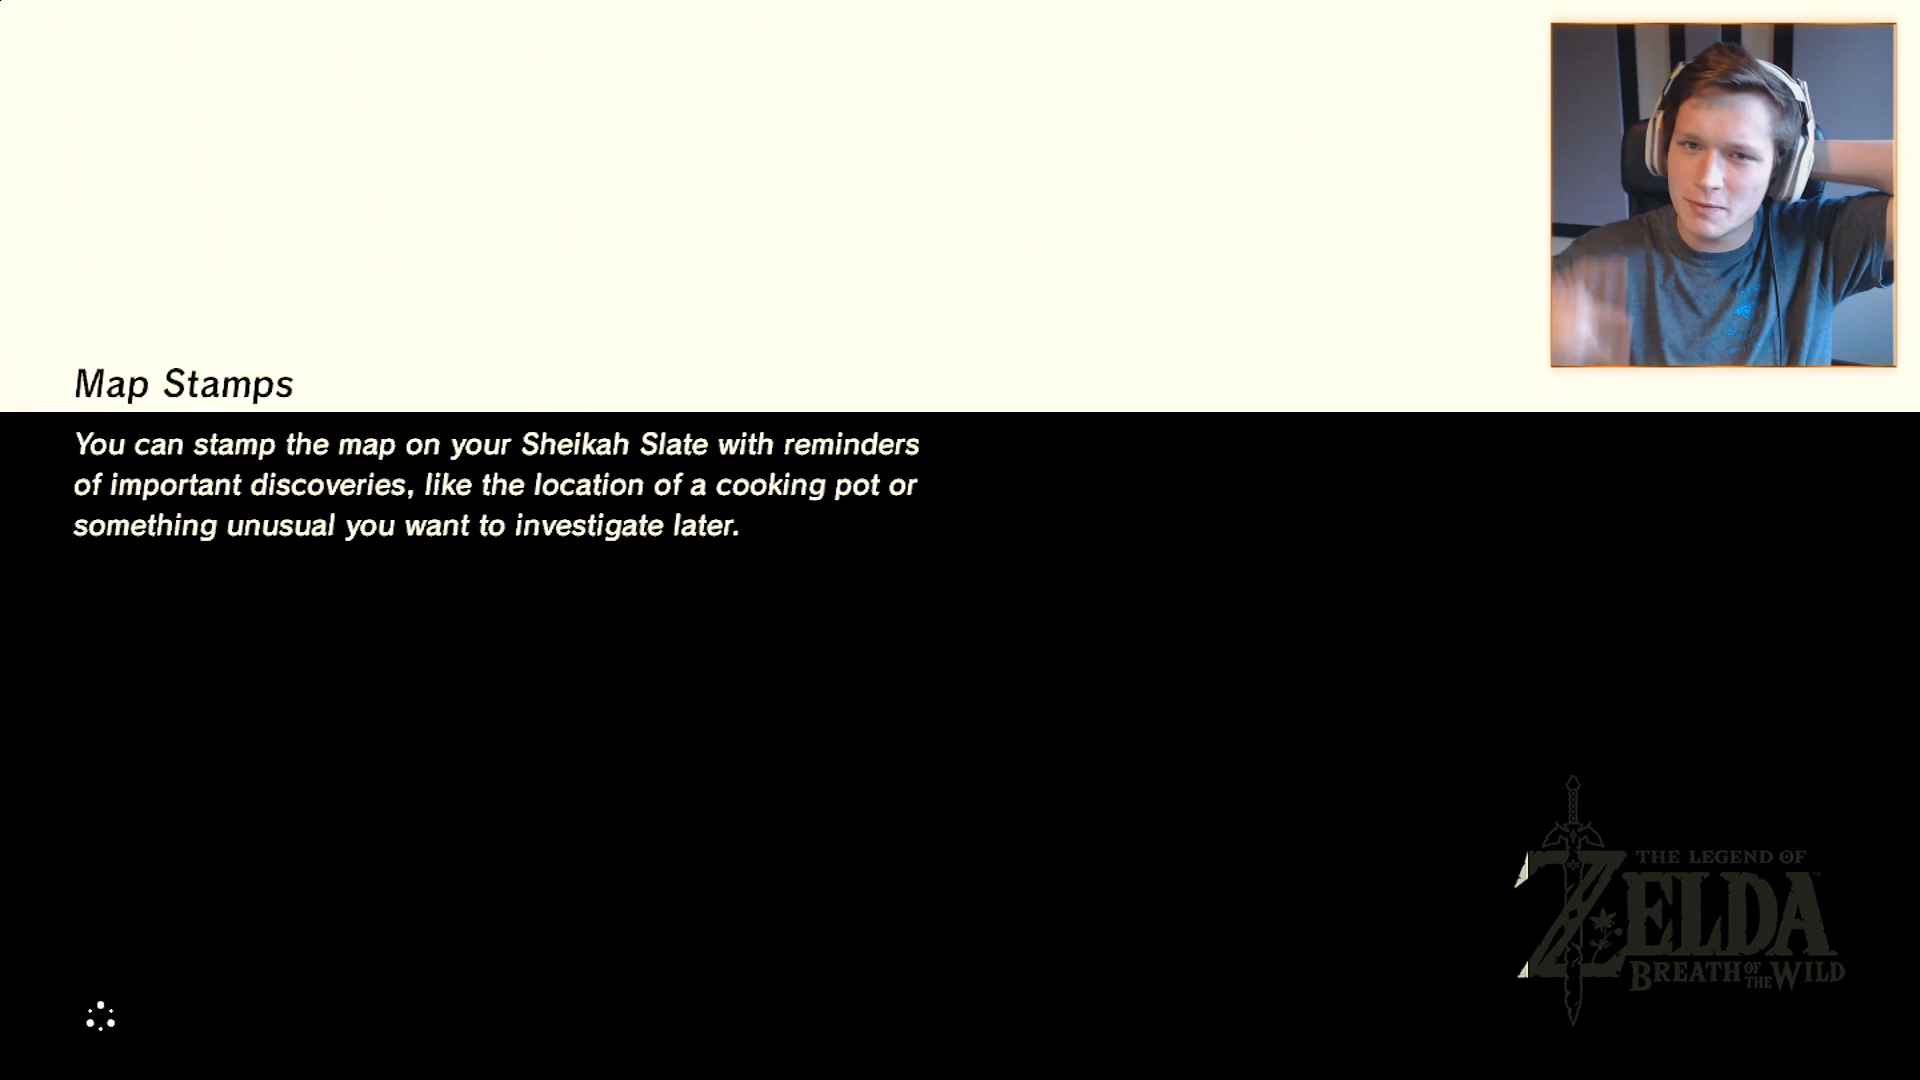 Map Stamps
You can stamp the map on your Sheikah Slate with reminders
of important discoveries, like the location of a cooking pot or
something unusual you want to investigate later.
THE LEGEND OF
ZELDA
BREATH OF THE WILD